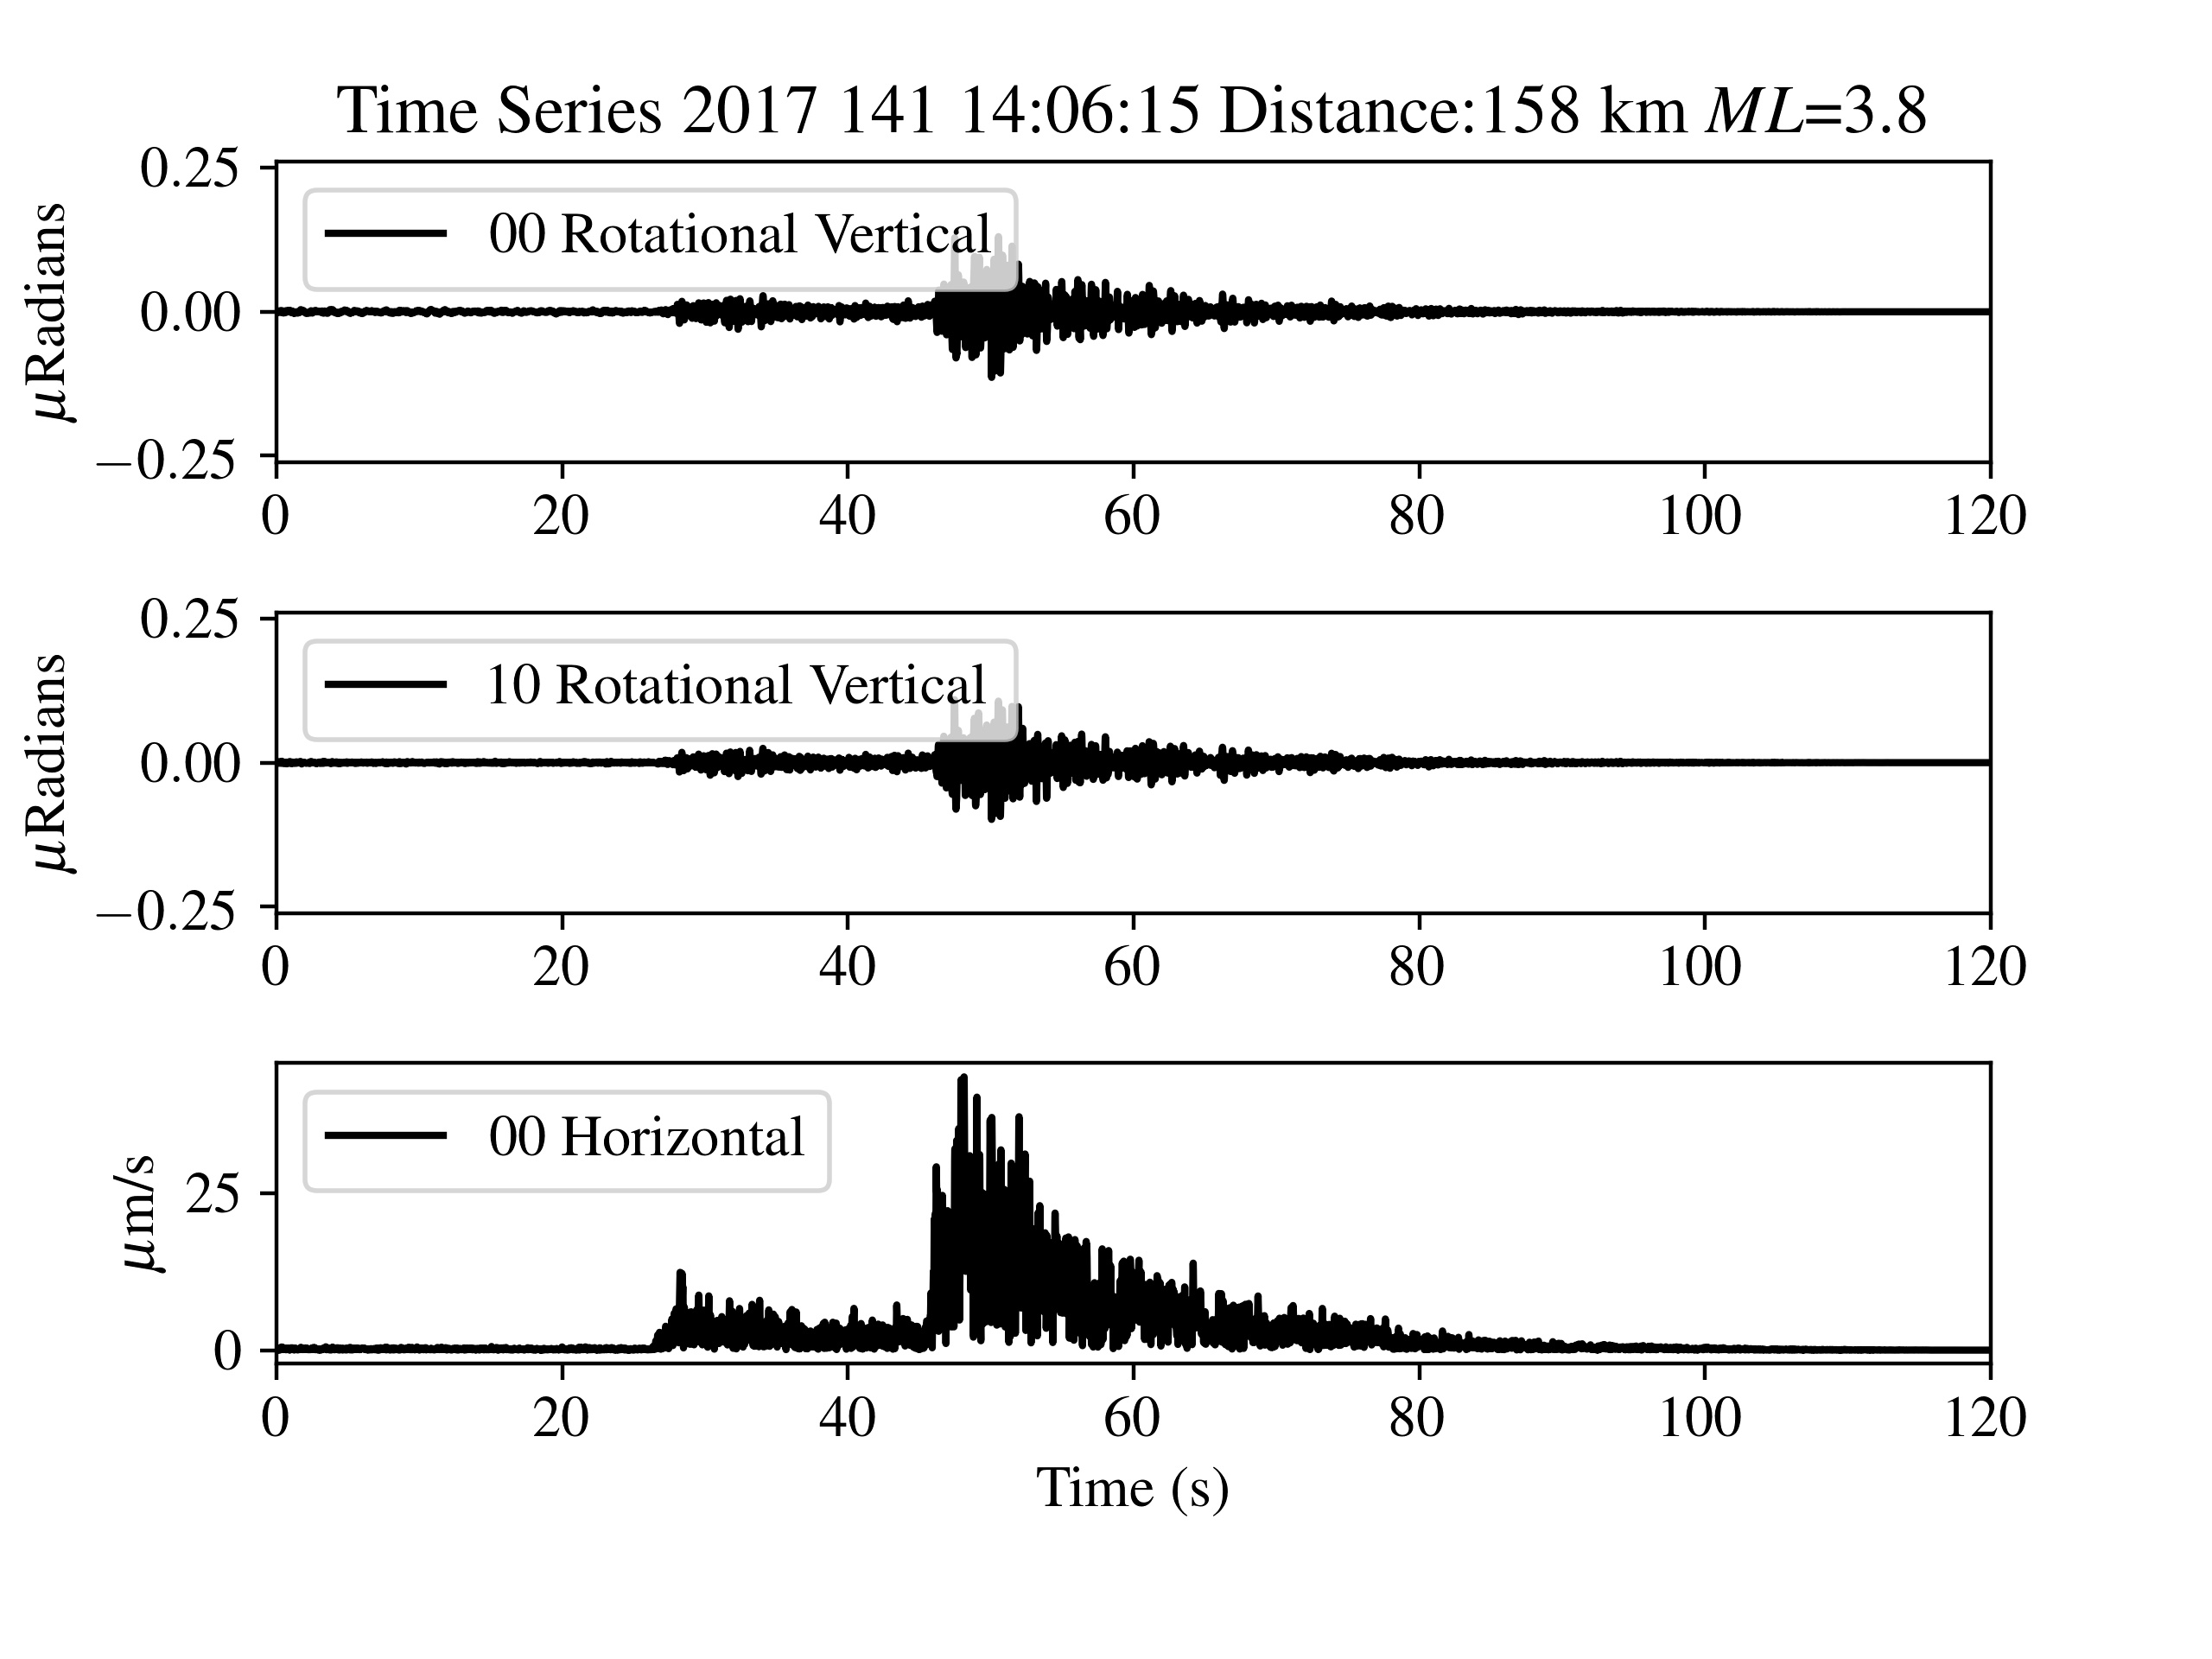 Time Series 2017 141 14:06:15 Distance:158 km ML=3.8
0.25
00 Rotational Vertical
0.00
−0.25
μRadians
0 20 40 60 80 100 120
0.25
10 Rotational Vertical
0.00
−0.25
μRadians
0 20 40 60 80 100 120
00 Horizontal
25
0
μm/s
0 20 40 60 80 100 120
Time (s)